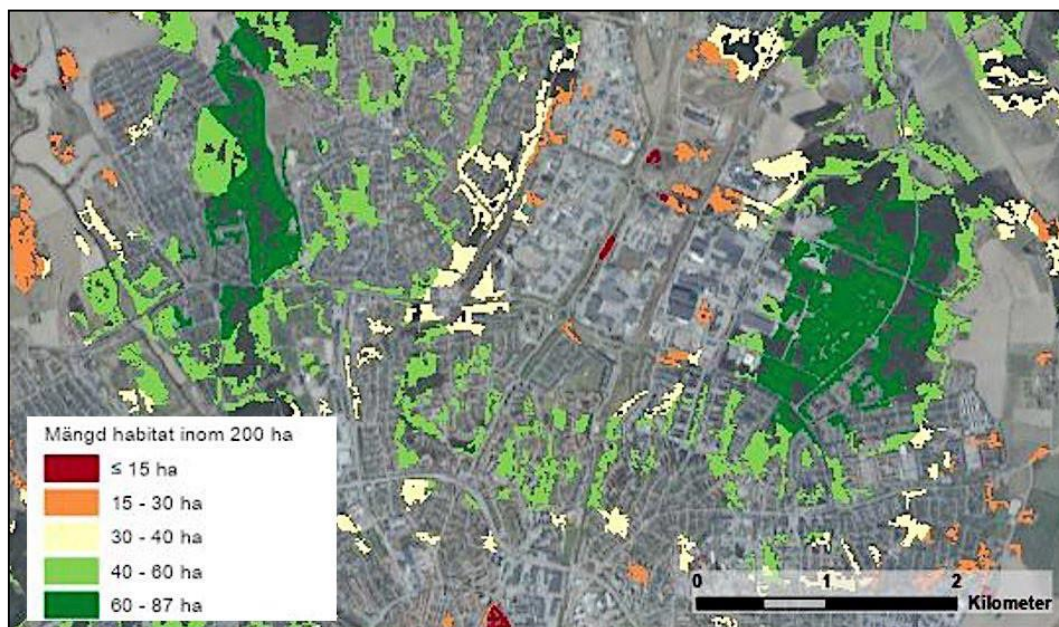 Mängd habitat inom 200 ha
≤ 15 ha
15 - 30 ha
30 - 40 ha
40 - 60 ha
60 - 87 ha
0 1 2
Kilometer